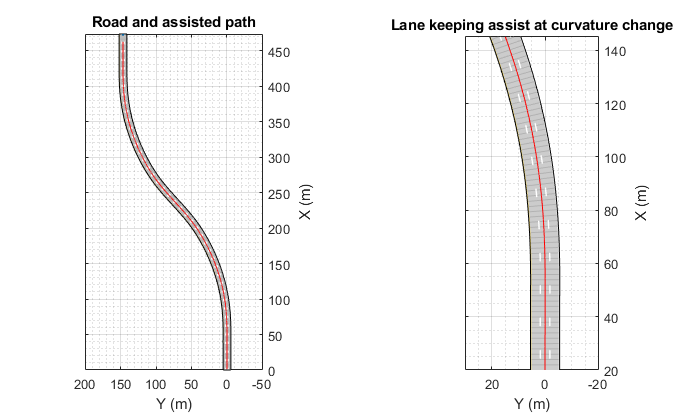 Road and assisted path
450
400
350
300
250
200
150
100
50
0
X (m)
200 150 100 50 0 -50
Y (m)
Lane keeping assist at curvature change
140
120
100
80
60
40
20
X (m)
20 0 -20
Y (m)